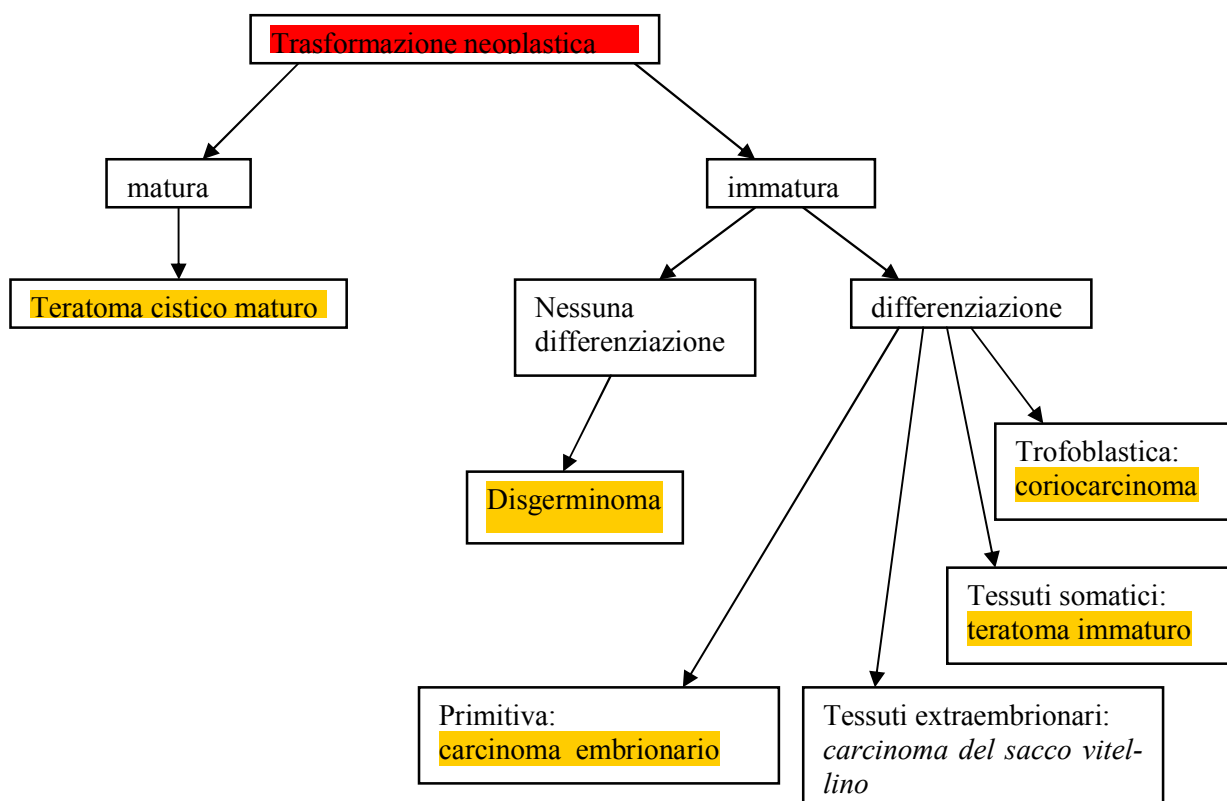 Trasformazione neoplastica
matura
immatura
Teratoma cistico maturo
Nessuna
differenziazione
differenziazione
Trofoblastica:
coriocarcinoma
Disgerminoma
Tessuti somatici:
teratoma immaturo
Primitiva:
carcinoma embrionario
Tessuti extraembrionari:
carcinoma del sacco vitel-
lino